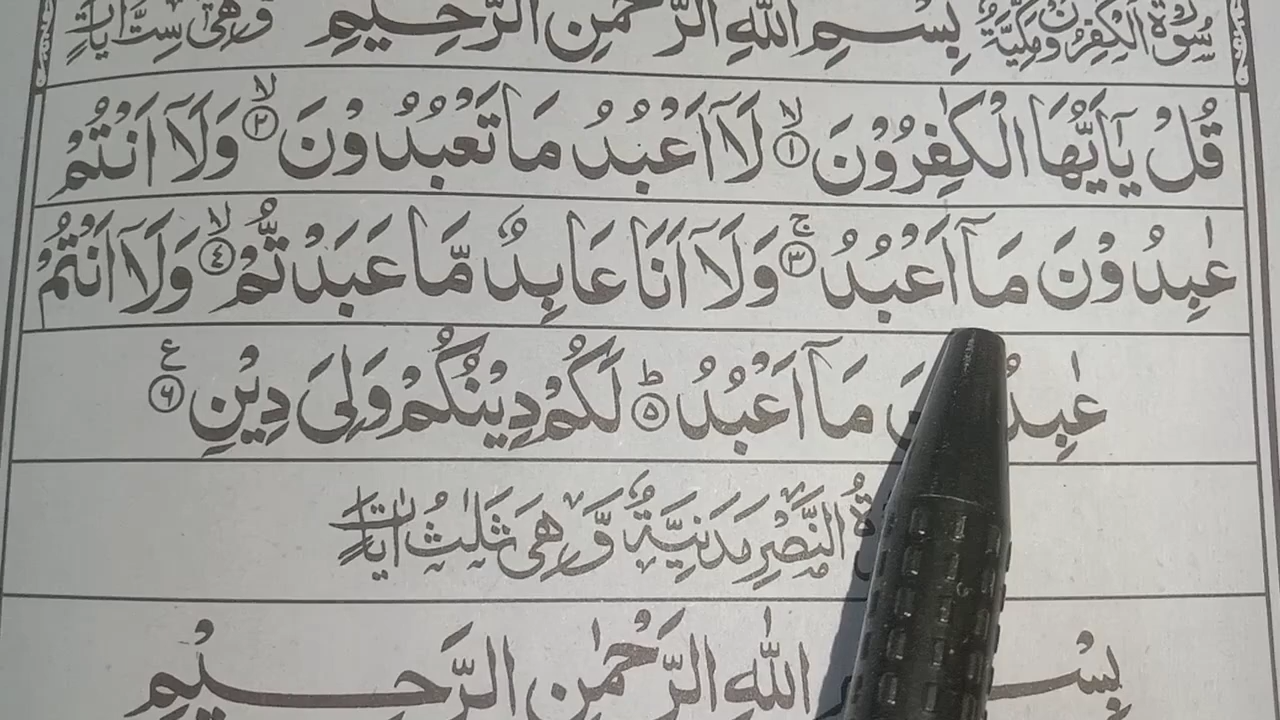 سُوْرَةُ الْكٰفِرُوْنَ مَكِّيَّةٌ بِسْمِ اللّٰهِ الرَّحْمٰنِ الرَّحِيْمِ وَهِىَ سِتُّ اٰيَاتٍ
قُلْ يٰۤاَيُّهَا الْكٰفِرُوْنَ ۙ‏﴿۱﴾ لَاۤ اَعْبُدُ مَا تَعْبُدُوْنَ ۙ‏﴿۲﴾ وَلَاۤ اَنْتُمْ
عٰبِدُوْنَ مَاۤ اَعْبُدُ ۚ‏﴿۳﴾ وَلَاۤ اَنَا عَابِدٌ مَّا عَبَدْتُّمْ ۙ‏﴿۴﴾ وَلَاۤ اَنْتُمْ
مَاۤ اَعْبُدُ ؕ‏﴿۵﴾ لَكُمْ دِيْنُكُمْ وَلِىَ دِيْنِ ‏﴿۶﴾ ع
النَّصْرِ مَدَنِيَّةٌ وَّهِىَ ثَلٰثُ اٰيَاتٍ
اللّٰهِ الرَّحْمٰنِ الرَّحِيْمِ